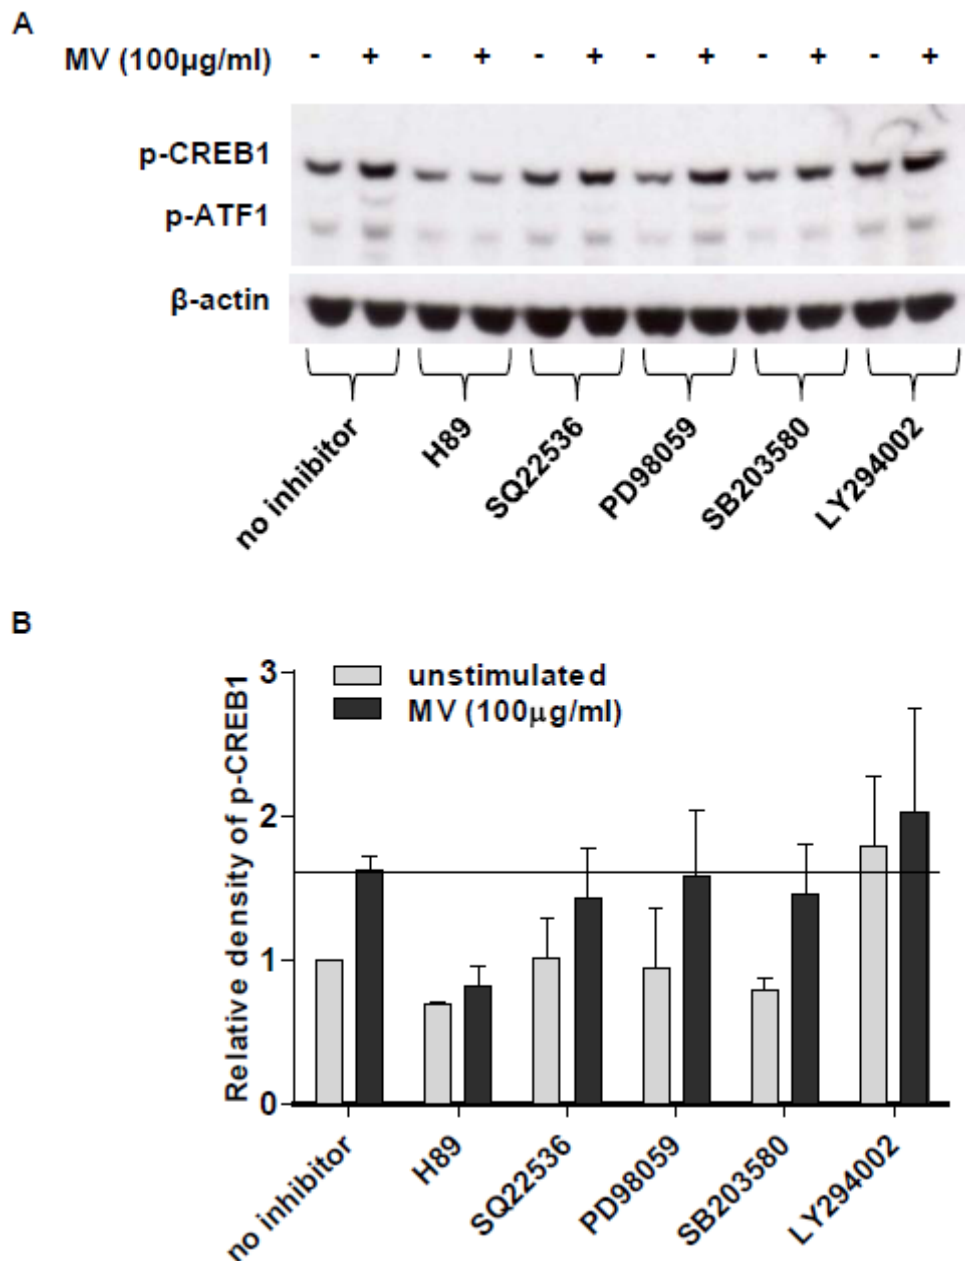 A
MV (100µg/ml) - + - + - + - + - + - +
p-CREB1
p-ATF1
β-actin
no inhibitor H89 SQ22536 PD98059 SB203580 LY294002
B
Relative density of p-CREB1
3
2
1
0
unstimulated
MV (100µg/ml)
no inhibitor H89 SQ22536 PD98059 SB203580 LY294002